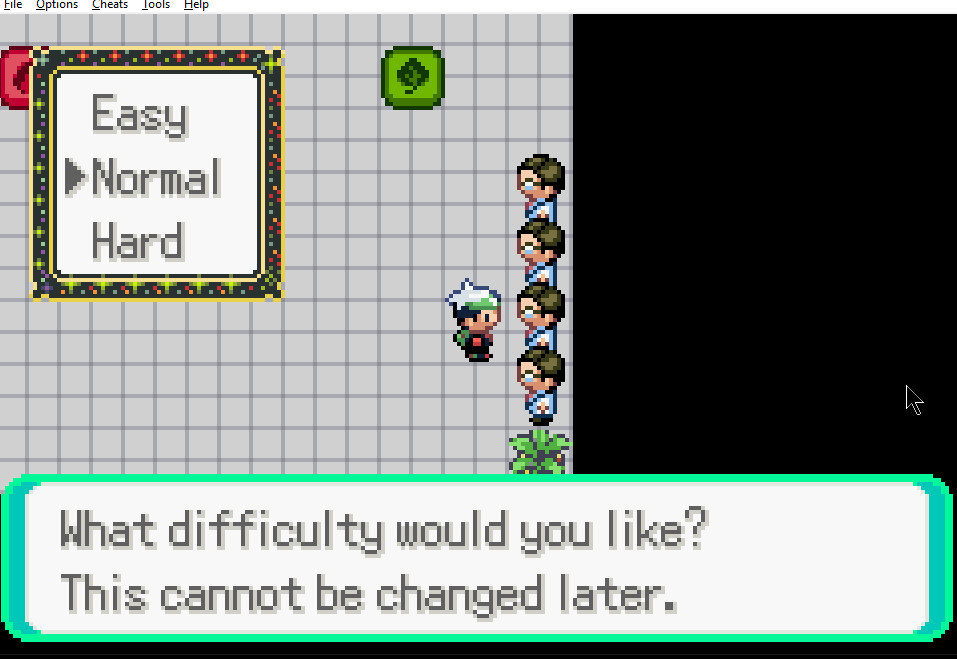 File Options Cheats Tools Help
Easy
Normal
Hard
What difficulty would you like?
This cannot be changed later.